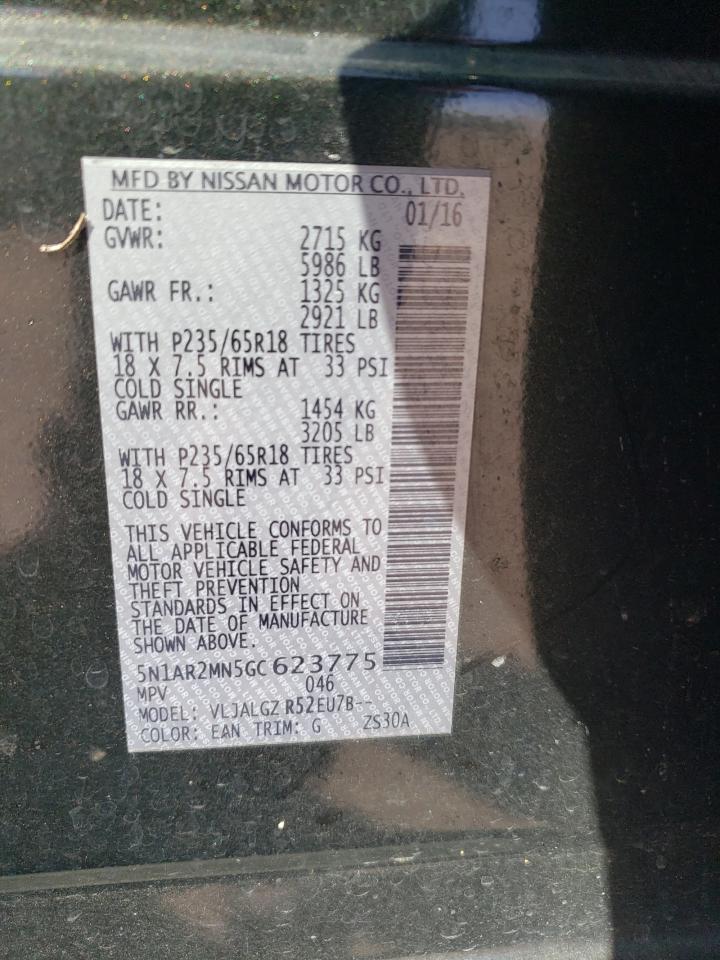 MFD BY NISSAN MOTOR CO., LTD.
DATE: 01/16
GVWR: 2715 KG
5986 LB
GAWR FR.: 1325 KG
2921 LB
WITH P235/65R18 TIRES
18 X 7.5 RIMS AT 33 PSI
COLD SINGLE
GAWR RR.: 1454 KG
3205 LB
WITH P235/65R18 TIRES
18 X 7.5 RIMS AT 33 PSI
COLD SINGLE
THIS VEHICLE CONFORMS TO
ALL APPLICABLE FEDERAL
MOTOR VEHICLE SAFETY AND
THEFT PREVENTION
STANDARDS IN EFFECT ON
THE DATE OF MANUFACTURE
SHOWN ABOVE.
5N1AR2MN5GC 623775
MPV 046
MODEL: VLJALGZ R52EU7B--
COLOR: EAN TRIM: G ZS30A